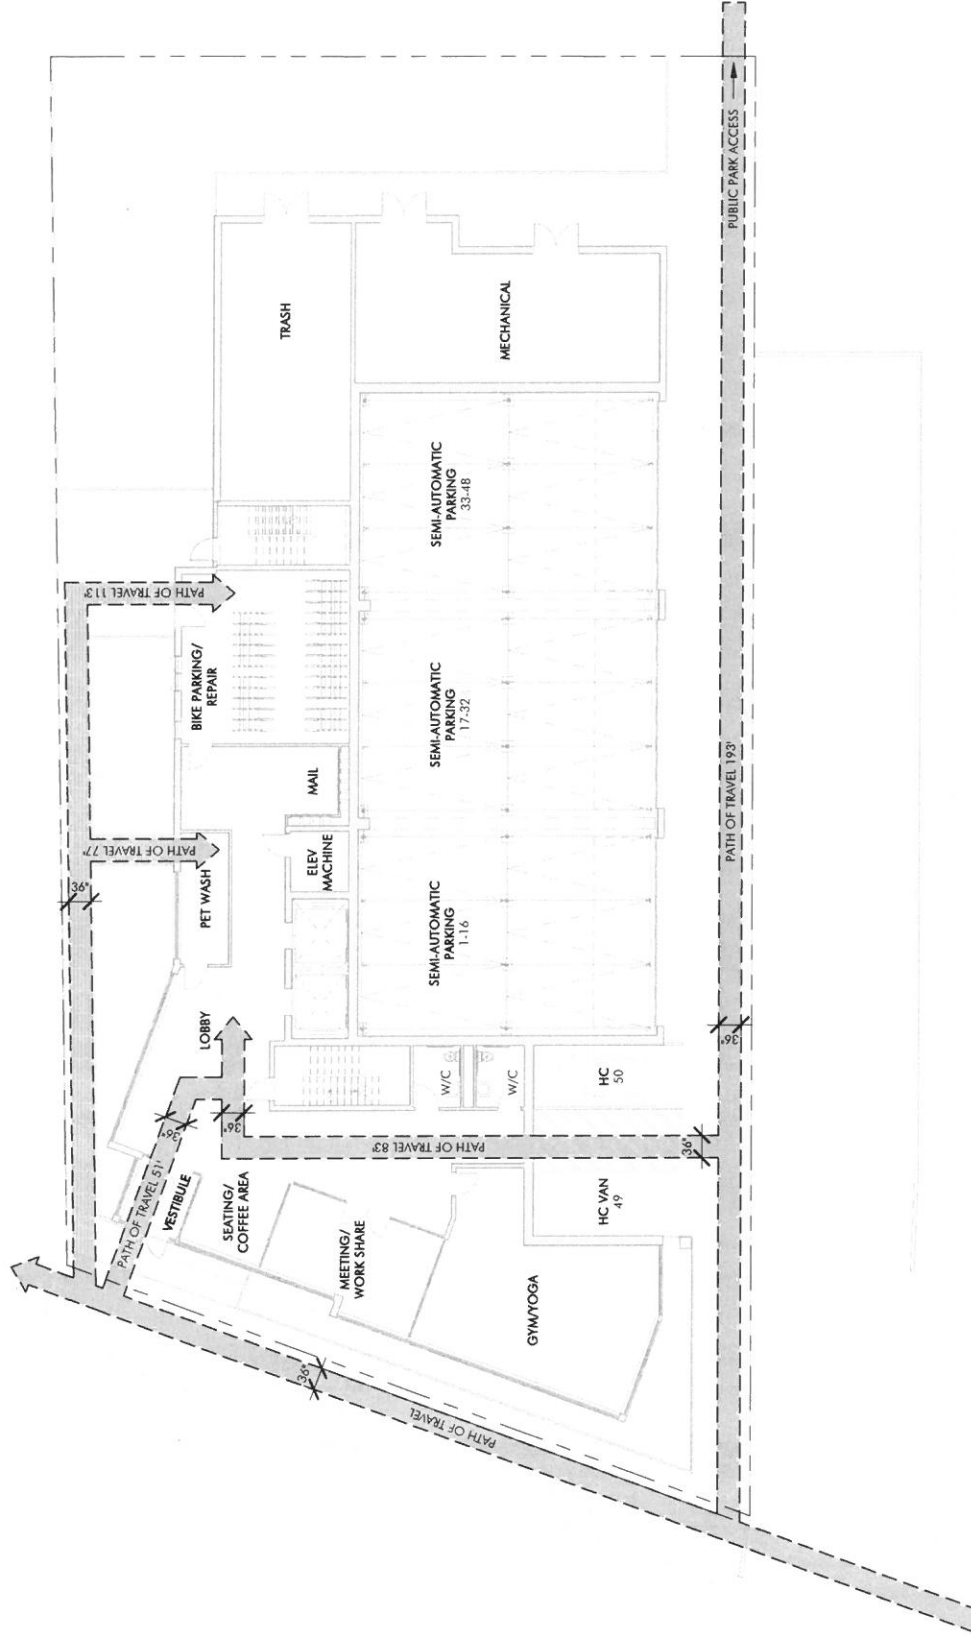 PUBLIC PARK ACCESS
TRASH
MECHANICAL
SEMI-AUTOMATIC
PARKING
33-48
PATH OF TRAVEL 113'
BIKE PARKING/
REPAIR
SEMI-AUTOMATIC
PARKING
17-32
MAIL
PATH OF TRAVEL 193'
PATH OF TRAVEL 77'
ELEV
MACHINE
36"
PET WASH
SEMI-AUTOMATIC
PARKING
1-16
LOBBY
36"
W/C
W/C
HC
50
36"
36"
PATH OF TRAVEL 83'
36"
PATH OF TRAVEL 51'
VESTIBULE
SEATING/
COFFEE AREA
HC VAN
49
MEETING/
WORK SHARE
GYM/YOGA
36"
PATH OF TRAVEL